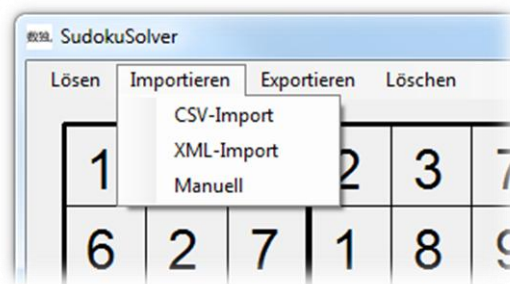 数独 SudokuSolver
Lösen Importieren Exportieren Löschen
CSV-Import
XML-Import
Manuell
1 2 3 7
6 2 7 1 8 9